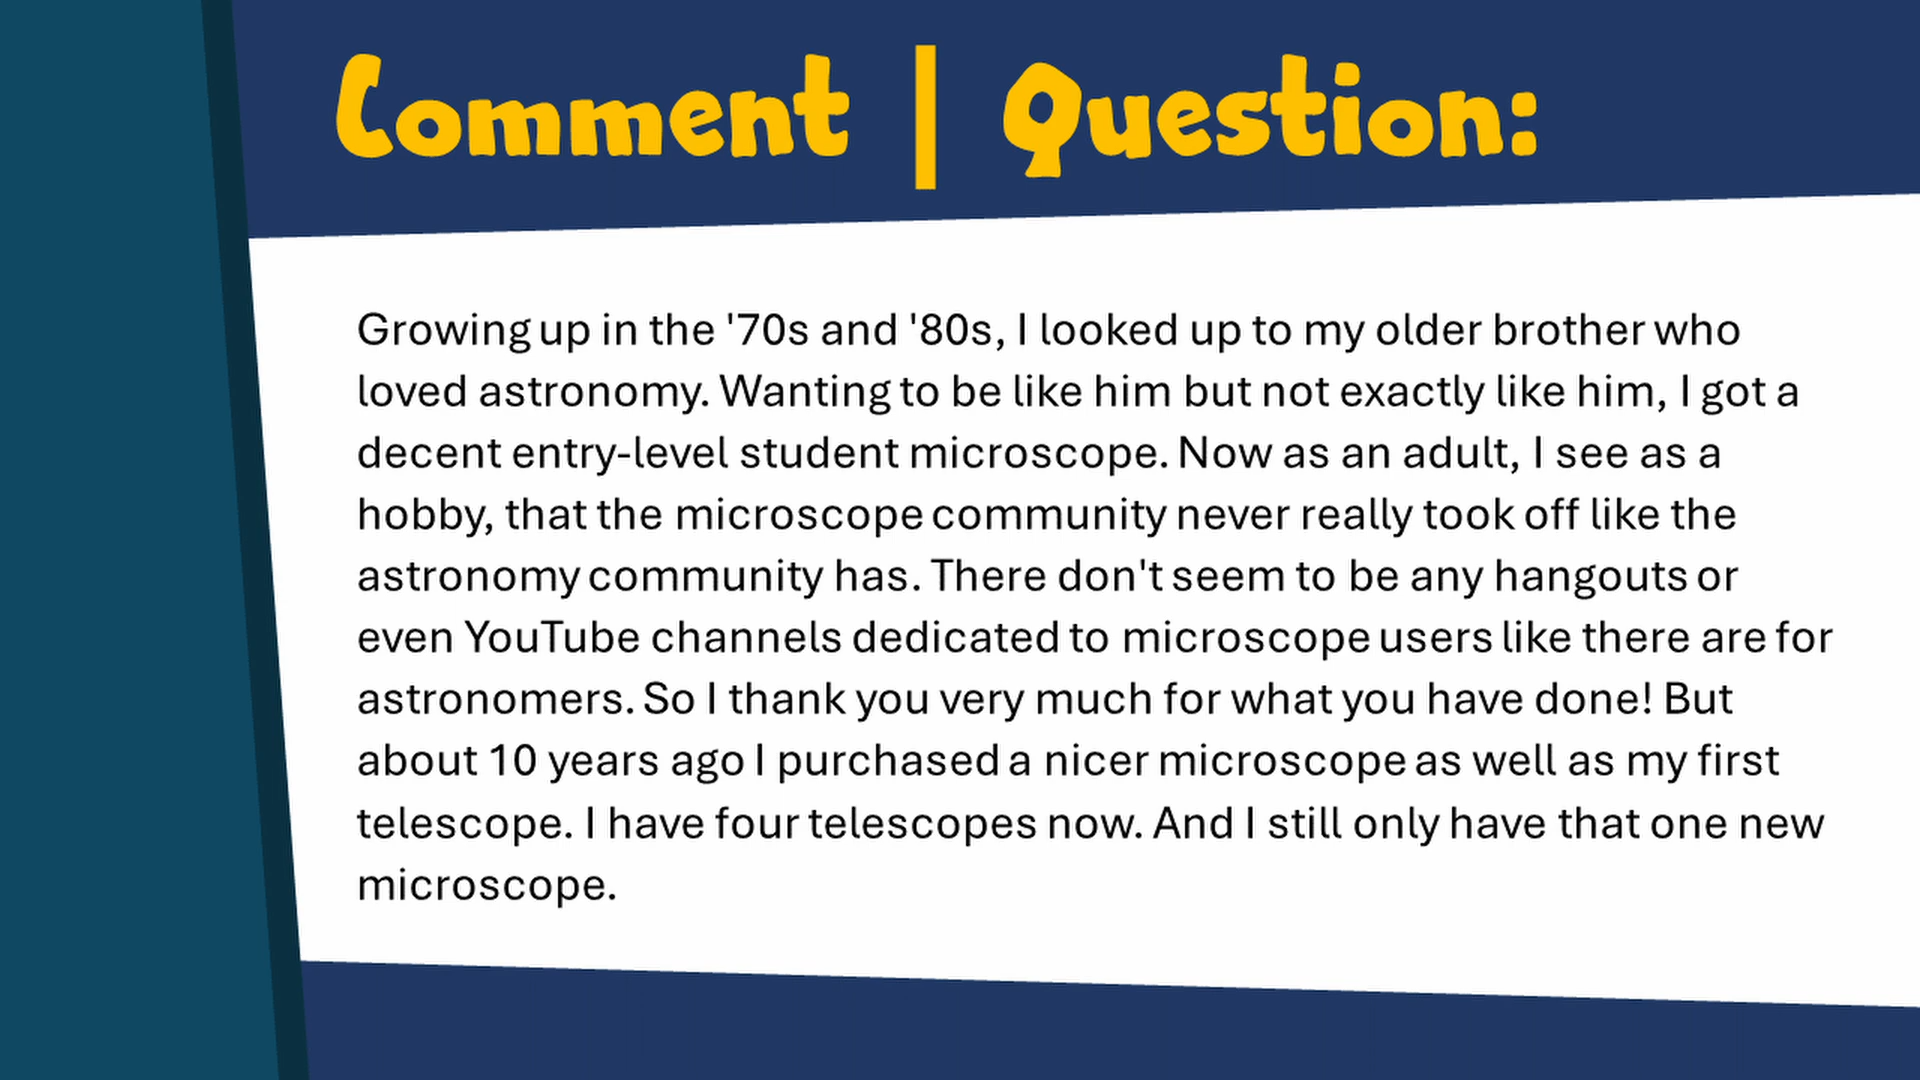 Comment | Question:
Growing up in the '70s and '80s, I looked up to my older brother who
loved astronomy. Wanting to be like him but not exactly like him, I got a
decent entry-level student microscope. Now as an adult, I see as a
hobby, that the microscope community never really took off like the
astronomy community has. There don't seem to be any hangouts or
even YouTube channels dedicated to microscope users like there are for
astronomers. So I thank you very much for what you have done! But
about 10 years ago I purchased a nicer microscope as well as my first
telescope. I have four telescopes now. And I still only have that one new
microscope.